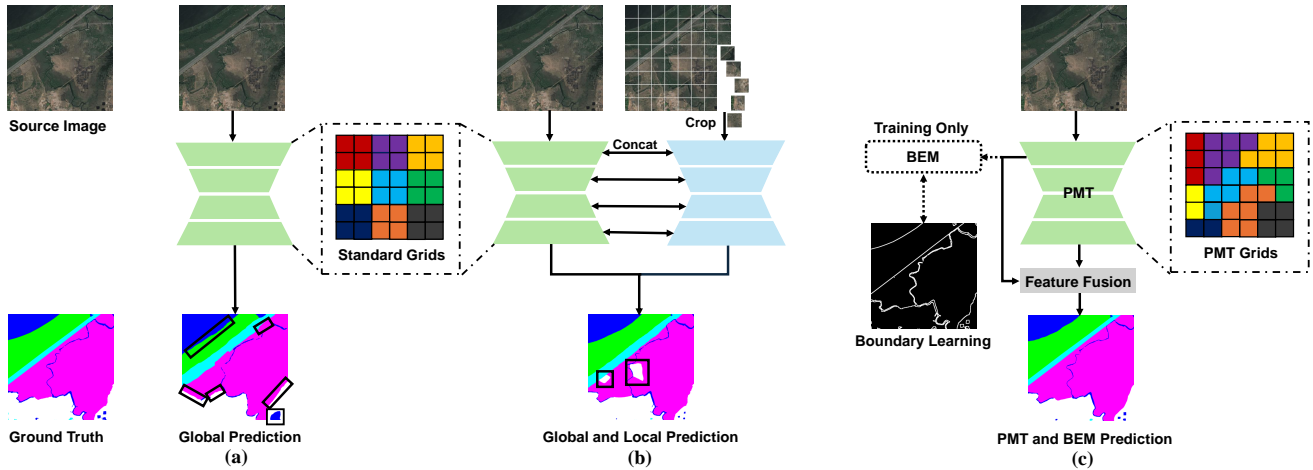 Source Image
Crop
Concat
Training Only
BEM
PMT
Standard Grids
PMT Grids
Feature Fusion
Boundary Learning
Ground Truth
Global Prediction
Global and Local Prediction
PMT and BEM Prediction
(a)
(b)
(c)